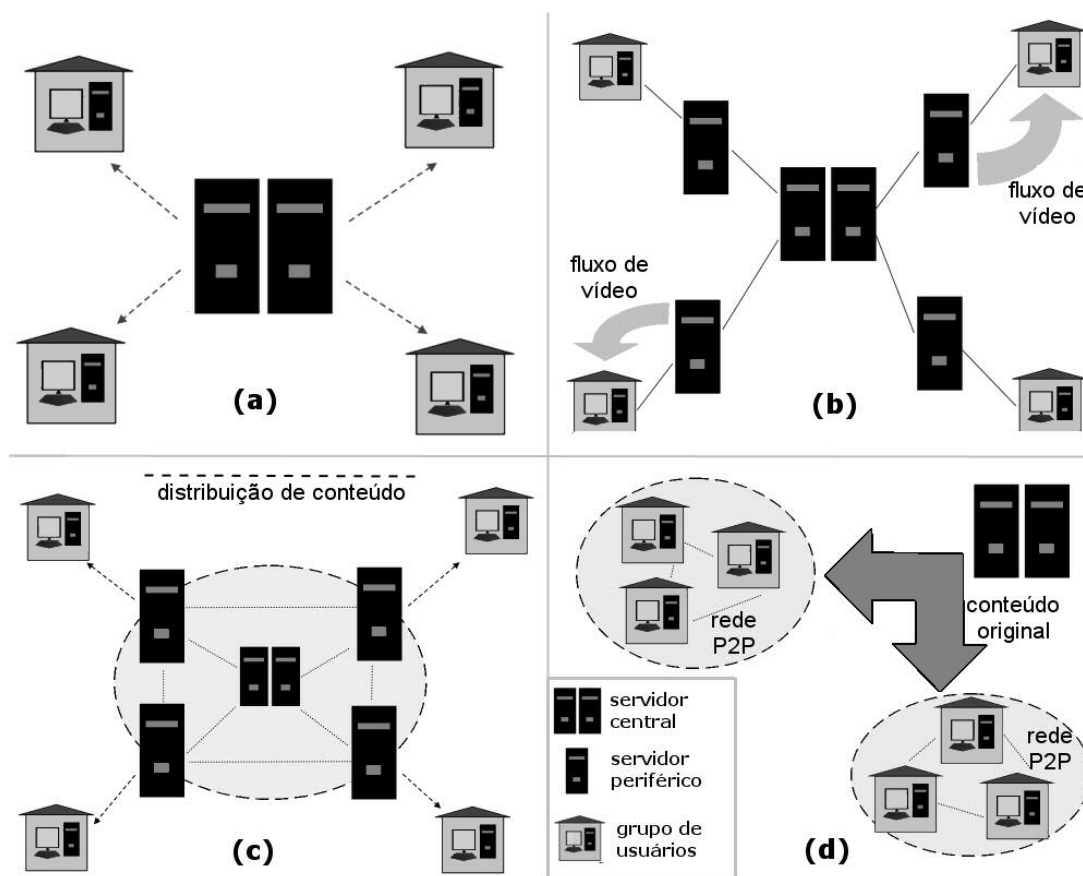 (a)
fluxo de
vídeo
fluxo de
vídeo
(b)
distribuição de conteúdo
(c)
rede
P2P
conteúdo
original
rede
P2P
(d)
servidor
central
servidor
periférico
grupo de
usuários